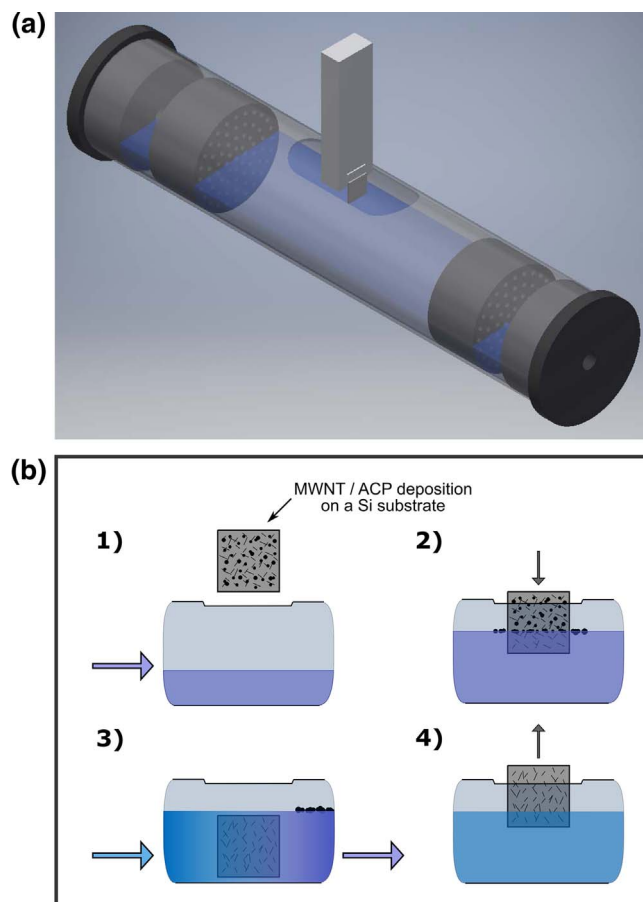 (a)
(b)
MWNT / ACP deposition
on a Si substrate
1)
2)
3)
4)